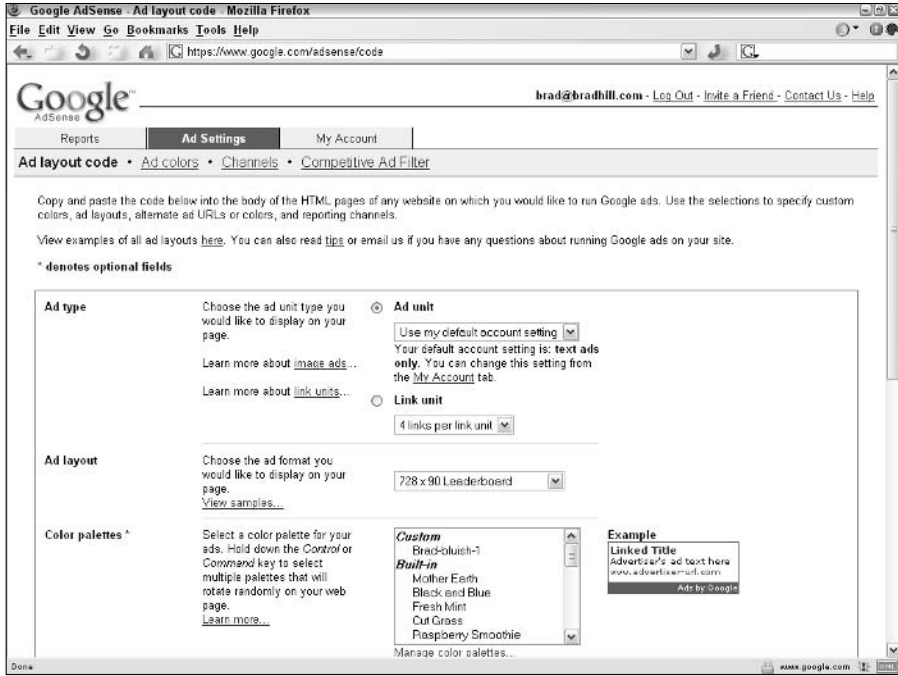 Google AdSense - Ad layout code - Mozilla Firefox
File Edit View Go Bookmarks Tools Help
https://www.google.com/adsense/code
G
Google™
AdSense
brad@bradhill.com - Log Out - Invite a Friend - Contact Us - Help
Reports
Ad Settings
My Account
Ad layout code • Ad colors • Channels • Competitive Ad Filter
Copy and paste the code below into the body of the HTML pages of any website on which you would like to run Google ads. Use the selections to specify custom
colors, ad layouts, alternate ad URLs or colors, and reporting channels.
View examples of all ad layouts here. You can also read tips or email us if you have any questions about running Google ads on your site.
* denotes optional fields
Ad type
Choose the ad unit type you
would like to display on your
page.
Learn more about image ads...
Learn more about link units...
Ad unit
Use my default account setting
Your default account setting is: text ads
only. You can change this setting from
the My Account tab.
Link unit
4 links per link unit
Ad layout
Choose the ad format you
would like to display on your
page.
View samples...
728 x 90 Leaderboard
Color palettes *
Select a color palette for your
ads. Hold down the Control or
Command key to select
multiple palettes that will
rotate randomly on your web
page.
Learn more...
Custom
Brad-bluish-1
Built-in
Mother Earth
Black and Blue
Fresh Mint
Cut Grass
Raspberry Smoothie
Manage color palettes...
Example
Linked Title
Advertiser's ad text here
www.advertiser-url.com
Ads by Google
Done
www.google.com